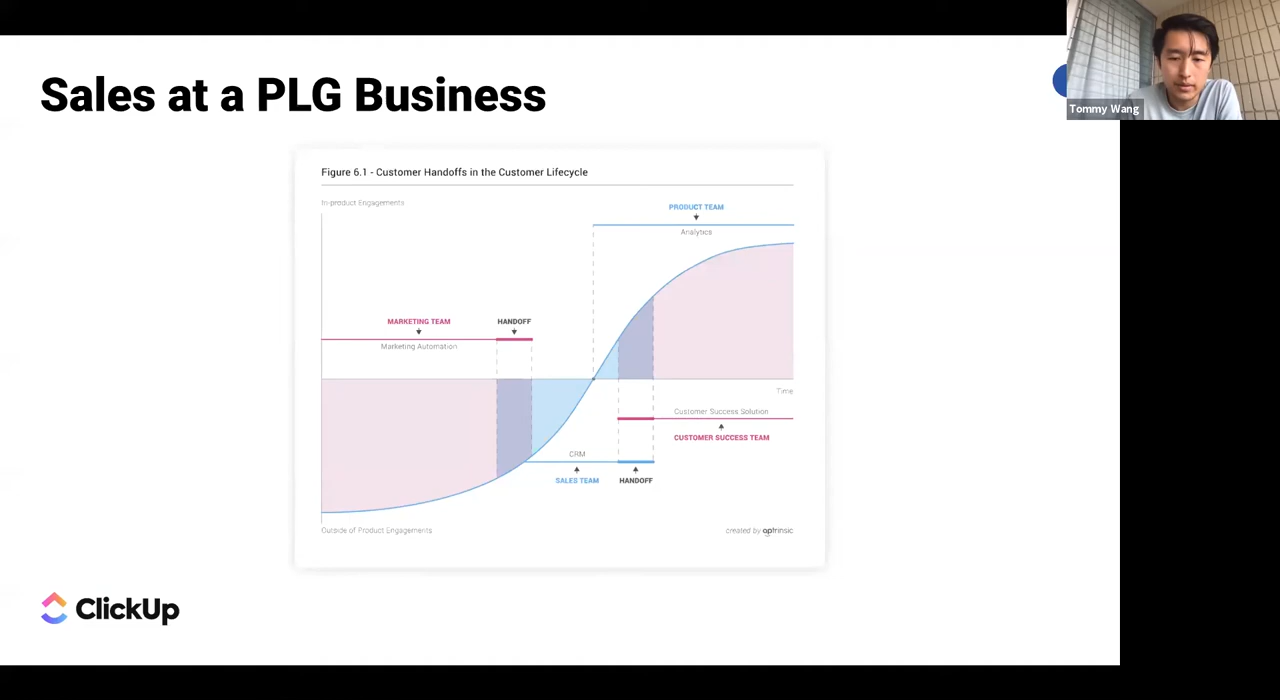 Sales at a PLG Business
Tommy Wang
Figure 6.1 - Customer Handoffs in the Customer Lifecycle
In-product Engagements
PRODUCT TEAM
Analytics
MARKETING TEAM
HANDOFF
Marketing Automation
Time
Customer Success Solution
CUSTOMER SUCCESS TEAM
CRM
SALES TEAM
HANDOFF
Outside of Product Engagements
created by aptrinsic
ClickUp